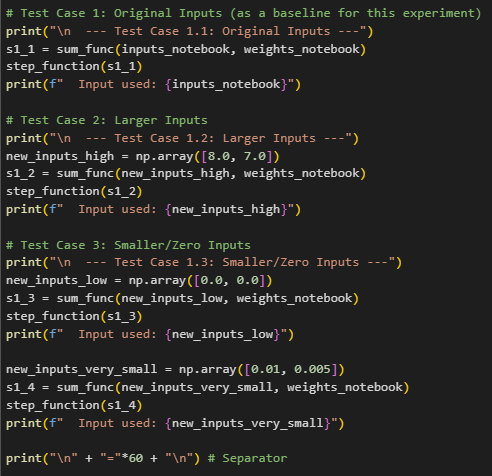 # Test Case 1: Original Inputs (as a baseline for this experiment)
print("\n  --- Test Case 1.1: Original Inputs ---")
s1_1 = sum_func(inputs_notebook, weights_notebook)
step_function(s1_1)
print(f"  Input used: {inputs_notebook}")

# Test Case 2: Larger Inputs
print("\n  --- Test Case 1.2: Larger Inputs ---")
new_inputs_high = np.array([8.0, 7.0])
s1_2 = sum_func(new_inputs_high, weights_notebook)
step_function(s1_2)
print(f"  Input used: {new_inputs_high}")

# Test Case 3: Smaller/Zero Inputs
print("\n  --- Test Case 1.3: Smaller/Zero Inputs ---")
new_inputs_low = np.array([0.0, 0.0])
s1_3 = sum_func(new_inputs_low, weights_notebook)
step_function(s1_3)
print(f"  Input used: {new_inputs_low}")

new_inputs_very_small = np.array([0.01, 0.005])
s1_4 = sum_func(new_inputs_very_small, weights_notebook)
step_function(s1_4)
print(f"  Input used: {new_inputs_very_small}")

print("\n" + "="*60 + "\n") # Separator